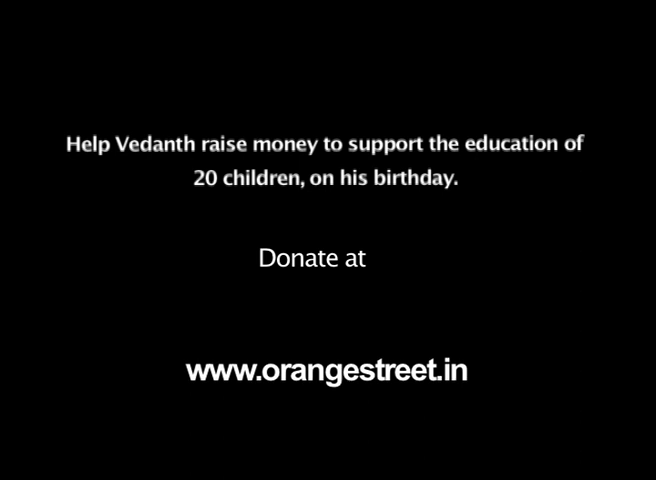 Help Vedanth raise money to support the education of
20 children, on his birthday.
Donate at
www.orangestreet.in